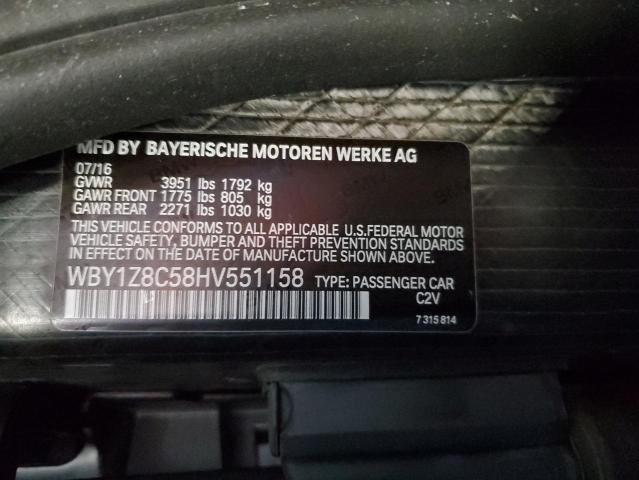 MFD BY BAYERISCHE MOTOREN WERKE AG
07/16
GVWR 3951 lbs 1792 kg
GAWR FRONT 1775 lbs 805 kg
GAWR REAR 2271 lbs 1030 kg
THIS VEHICLE CONFORMS TO ALL APPLICABLE U.S.FEDERAL MOTOR
VEHICLE SAFETY, BUMPER AND THEFT PREVENTION STANDARDS
IN EFFECT ON THE DATE OF MANUFACTURE SHOWN ABOVE.
WBY1Z8C58HV551158 TYPE: PASSENGER CAR
C2V
7 315 814